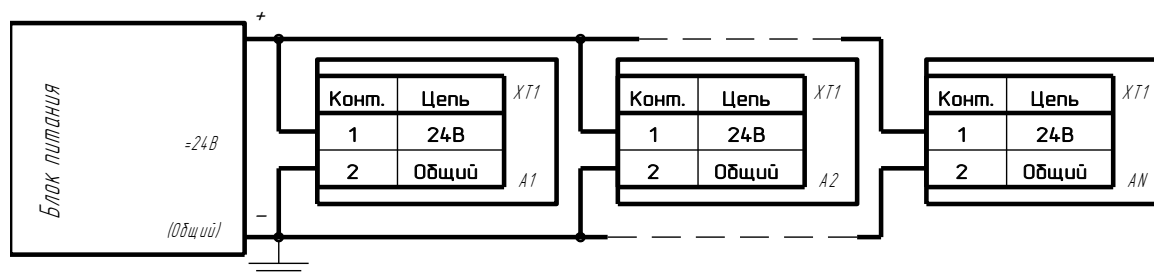 +
Блок питания
=24В
−
(Общий)
Конт. Цепь XT1
1 24В
2 Общий
A1
Конт. Цепь XT1
1 24В
2 Общий
A2
Конт. Цепь XT1
1 24В
2 Общий
AN